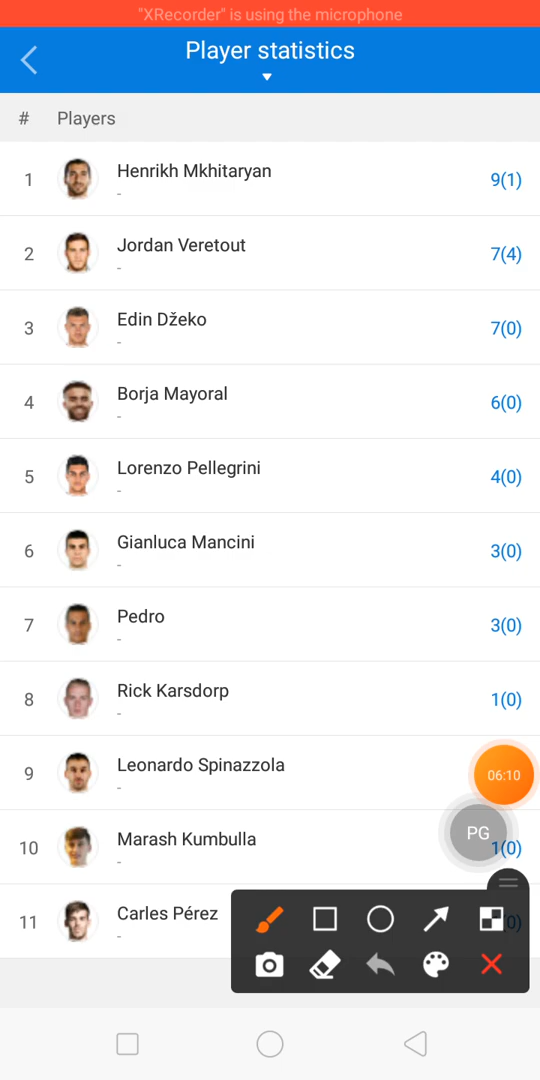 "XRecorder" is using the microphone
Player statistics
# Players
1 Henrikh Mkhitaryan 9(1)
-
2 Jordan Veretout 7(4)
-
3 Edin Džeko 7(0)
-
4 Borja Mayoral 6(0)
-
5 Lorenzo Pellegrini 4(0)
-
6 Gianluca Mancini 3(0)
-
7 Pedro 3(0)
-
8 Rick Karsdorp 1(0)
-
9 Leonardo Spinazzola
-
06:10
PG
10 Marash Kumbulla 1(0)
-
11 Carles Pérez
-